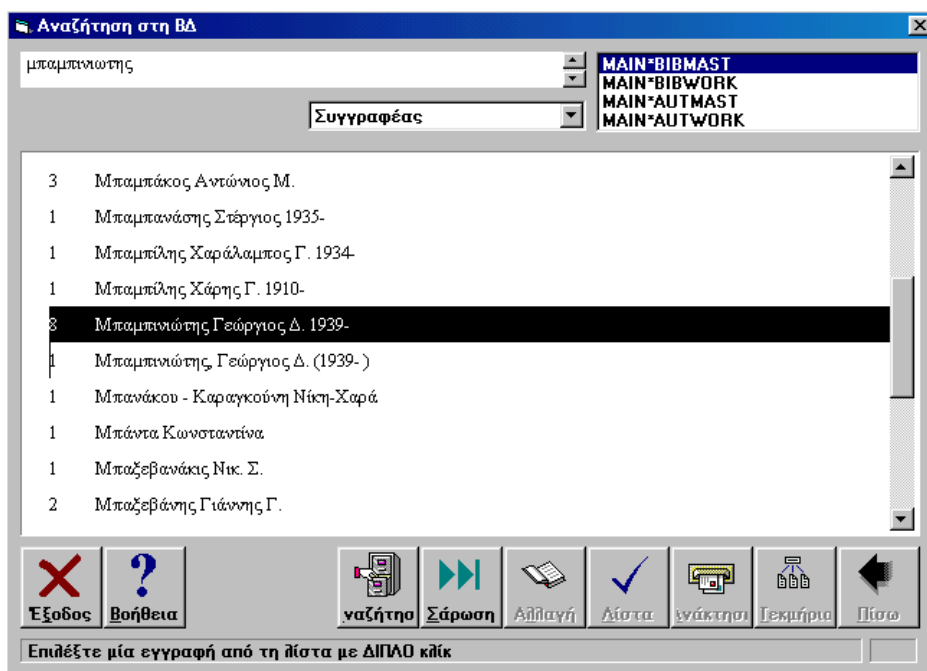 Αναζήτηση στη ΒΔ
μπαμπινιωτης
MAIN*BIBMAST
MAIN*BIBWORK
MAIN*AUTMAST
MAIN*AUTWORK
Συγγραφέας
3 Μπαμπάκος Αντώνιος Μ.
1 Μπαμπανάσης Στέργιος 1935-
1 Μπαμπίλης Χαράλαμπος Γ. 1934-
1 Μπαμπίλης Χάρης Γ. 1910-
8 Μπαμπινιώτης Γεώργιος Δ. 1939-
1 Μπαμπινιώτης, Γεώργιος Δ. (1939- )
1 Μπανάκου - Καραγκούνη Νίκη-Χαρά
1 Μπάντα Κωνσταντίνα
1 Μπαξεβανάκις Νικ. Σ.
2 Μπαξεβάνης Γιάννης Γ.
Έξοδος Βοήθεια ναζήτησ Σάρωση Αλλαγή Λίστα νάκτησι Τεκμήριο Πίσω
Επιλέξτε μία εγγραφή από τη λίστα με ΔΙΠΛΟ κλίκ